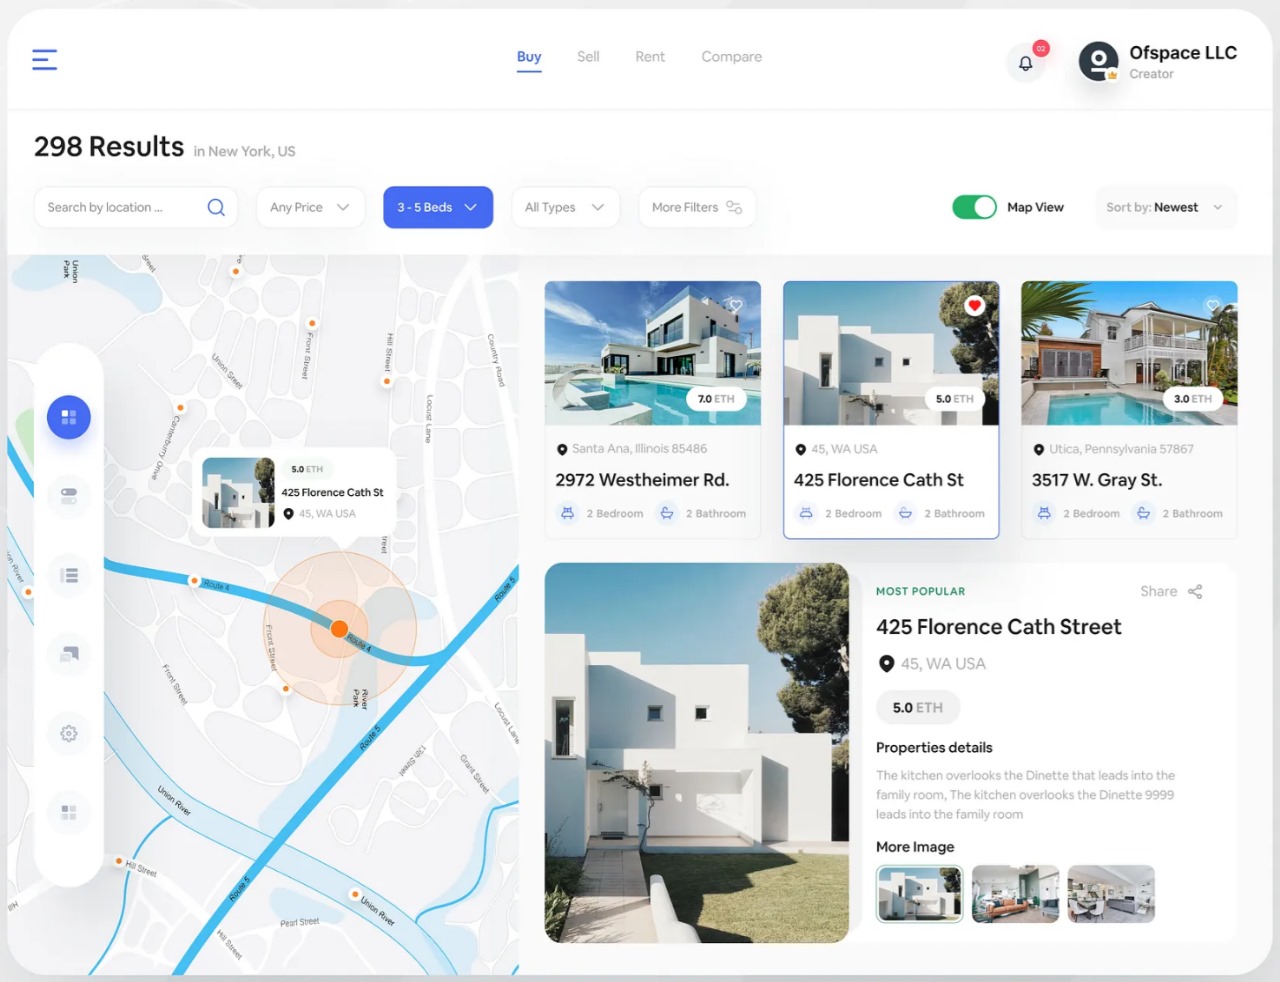 Buy
Sell
Rent
Compare
02
Ofspace LLC
Creator
298 Results in New York, US
Search by location ...
Any Price
3 - 5 Beds
All Types
More Filters
Map View
Sort by: Newest
Union
Park
Street
Front Street
Hill Street
Country Road
Union Street
Canterbury Drive
Locust Lane
5.0 ETH
425 Florence Cath St
45, WA USA
Route 4
Route 4
Route 5
Front Street
Front Street
River
Park
Route 5
Locust Lane
13th Street
Grant Street
Union River
Hill Street
Route 5
Union River
Pearl Street
Hill Street
Hill
7.0 ETH
Santa Ana, Illinois 85486
2972 Westheimer Rd.
2 Bedroom
2 Bathroom
5.0 ETH
45, WA USA
425 Florence Cath St
2 Bedroom
2 Bathroom
3.0 ETH
Utica, Pennsylvania 57867
3517 W. Gray St.
2 Bedroom
2 Bathroom
MOST POPULAR
Share
425 Florence Cath Street
45, WA USA
5.0 ETH
Properties details
The kitchen overlooks the Dinette that leads into the
family room, The kitchen overlooks the Dinette 9999
leads into the family room
More Image